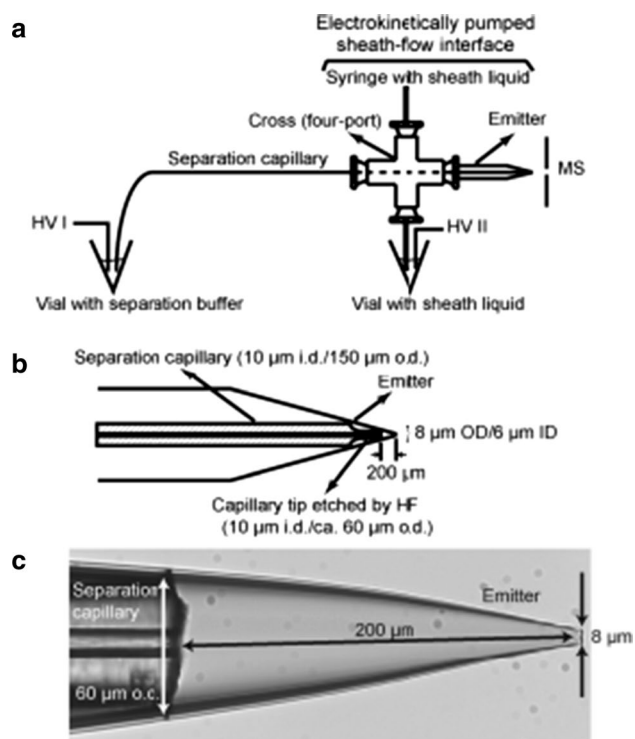 a
Electrokinetically pumped
sheath-flow interface
Syringe with sheath liquid
Cross (four-port)
Emitter
Separation capillary
MS
HV I
HV II
Vial with separation buffer
Vial with sheath liquid
b
Separation capillary (10 µm i.d./150 µm o.d.)
Emitter
8 µm OD/6 µm ID
200 µm
Capillary tip etched by HF
(10 µm i.d./ca. 60 µm o.d.)
c
Separation
capillary
Emitter
200 µm
8 µm
60 µm o.c.